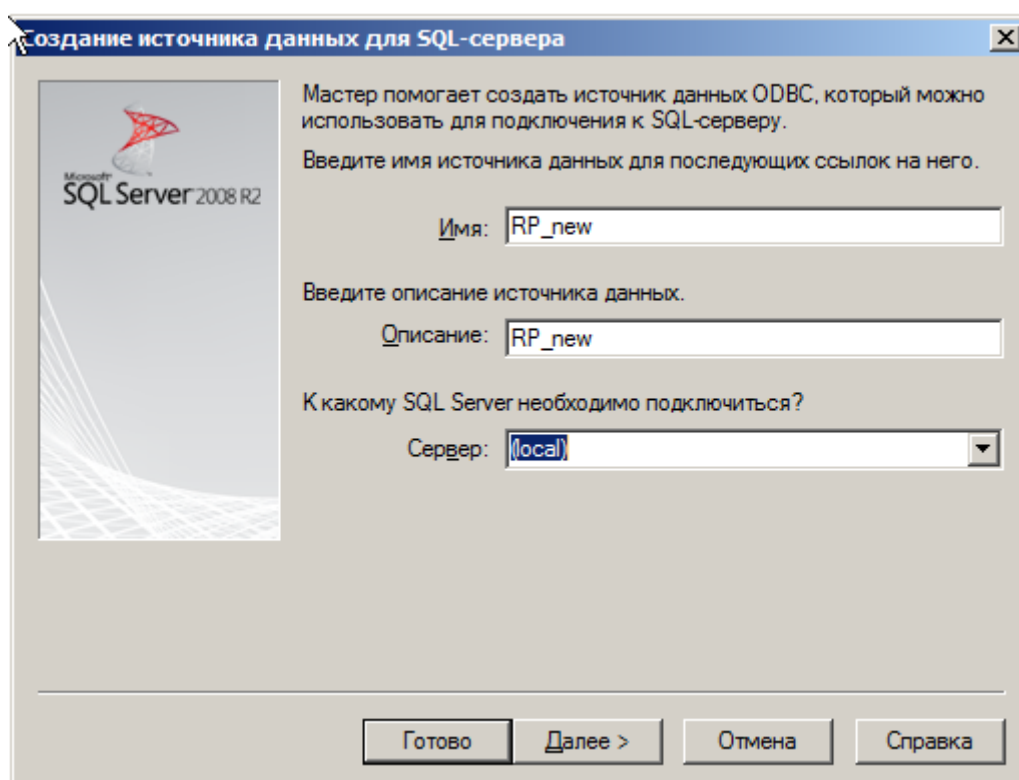 Создание источника данных для SQL-сервера
Microsoft
SQL Server 2008 R2
Мастер помогает создать источник данных ODBC, который можно
использовать для подключения к SQL-серверу.
Введите имя источника данных для последующих ссылок на него.
Имя: RP_new
Введите описание источника данных.
Описание: RP_new
К какому SQL Server необходимо подключиться?
Сервер: (local)
Готово Далее > Отмена Справка